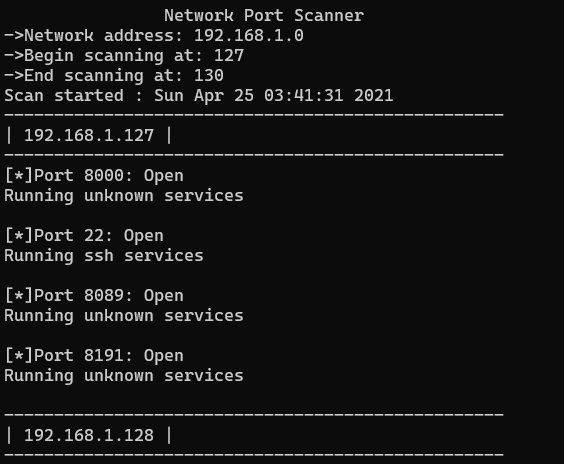 Network Port Scanner
—>Network address: 192.168.1.0
—>Begin scanning at: 127
—>End scanning at: 130
Scan started : Sun Apr 25 03:41:31 2021
--------------------------------------------------
| 192.168.1.127 |
--------------------------------------------------
[*]Port 8000: Open
Running unknown services
[*]Port 22: Open
Running ssh services
[*]Port 8089: Open
Running unknown services
[*]Port 8191: Open
Running unknown services
--------------------------------------------------
| 192.168.1.128 |
--------------------------------------------------